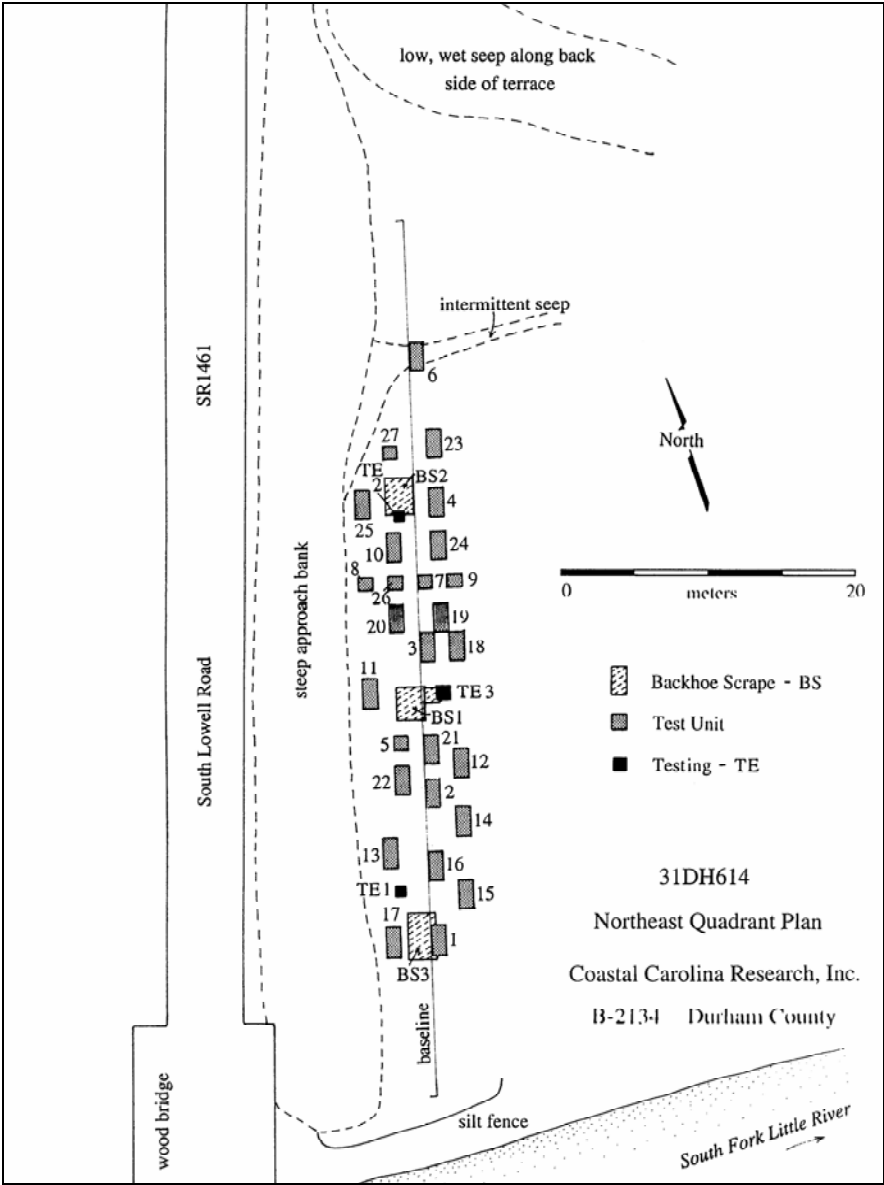 low, wet seep along back
side of terrace
intermittent seep
SR1461
6
North
27
23
TE
2
BS2
4
25
10
24
8
7
9
26
0
20
meters
steep approach bank
20
19
3
18
11
TE3
BS1
Backhoe Scrape - BS
5
21
12
Test Unit
South Lowell Road
22
2
Testing - TE
14
13
16
TE1
15
31DH614
17
1
Northeast Quadrant Plan
BS3
Coastal Carolina Research, Inc.
B-2134 Durham County
baseline
wood bridge
silt fence
South Fork Little River